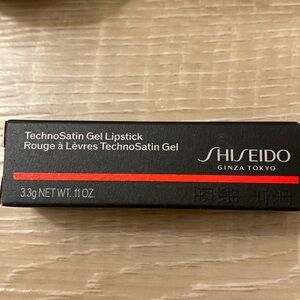 TechnoSatin Gel Lipstick
Rouge à Lèvres TechnoSatin Gel
SHISEIDO
GINZA TOKYO
3.3g NET WT. .11 OZ.